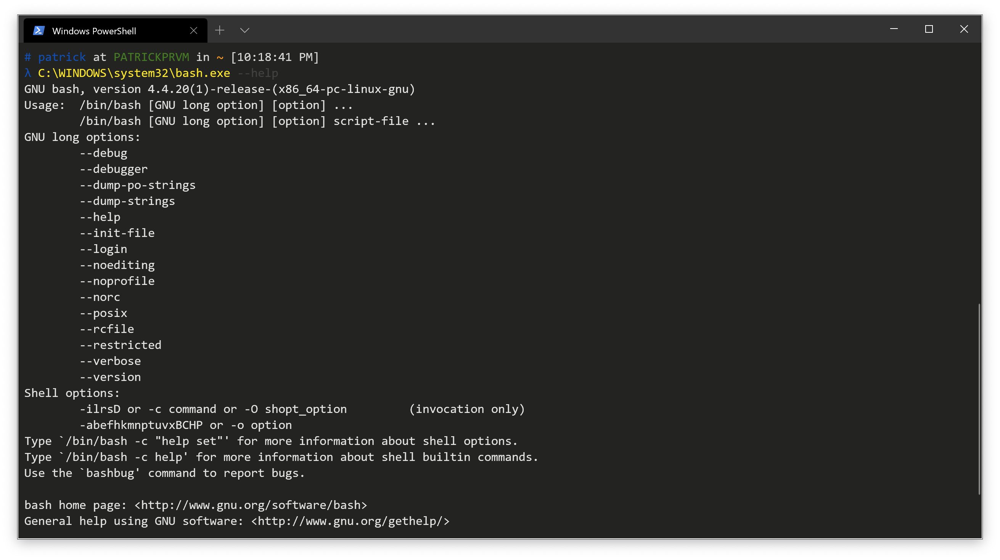 Windows PowerShell
# patrick at PATRICKPRVM in ~ [10:18:41 PM]
λ C:\WINDOWS\system32\bash.exe --help
GNU bash, version 4.4.20(1)-release-(x86_64-pc-linux-gnu)
Usage:  /bin/bash [GNU long option] [option] ...
        /bin/bash [GNU long option] [option] script-file ...
GNU long options:
        --debug
        --debugger
        --dump-po-strings
        --dump-strings
        --help
        --init-file
        --login
        --noediting
        --noprofile
        --norc
        --posix
        --rcfile
        --restricted
        --verbose
        --version
Shell options:
        -ilrsD or -c command or -O shopt_option         (invocation only)
        -abefhkmnptuvxBCHP or -o option
Type `/bin/bash -c "help set"' for more information about shell options.
Type `/bin/bash -c help' for more information about shell builtin commands.
Use the `bashbug' command to report bugs.

bash home page: <http://www.gnu.org/software/bash>
General help using GNU software: <http://www.gnu.org/gethelp/>